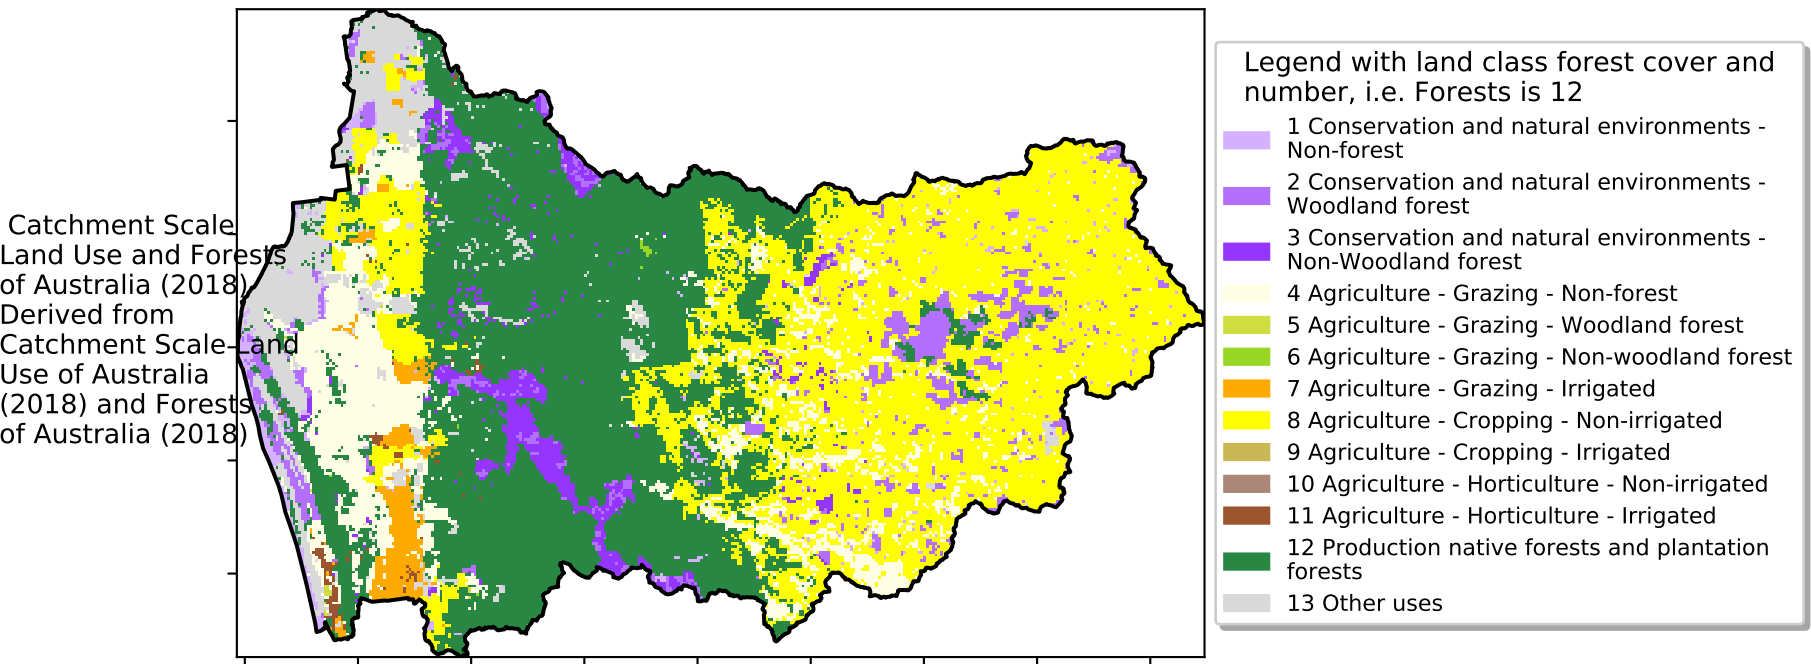 Catchment Scale
Land Use and Forests
of Australia (2018)
Derived from
Catchment Scale Land
Use of Australia
(2018) and Forests
of Australia (2018)
Legend with land class forest cover and
number, i.e. Forests is 12
1 Conservation and natural environments -
Non-forest
2 Conservation and natural environments -
Woodland forest
3 Conservation and natural environments -
Non-Woodland forest
4 Agriculture - Grazing - Non-forest
5 Agriculture - Grazing - Woodland forest
6 Agriculture - Grazing - Non-woodland forest
7 Agriculture - Grazing - Irrigated
8 Agriculture - Cropping - Non-irrigated
9 Agriculture - Cropping - Irrigated
10 Agriculture - Horticulture - Non-irrigated
11 Agriculture - Horticulture - Irrigated
12 Production native forests and plantation
forests
13 Other uses